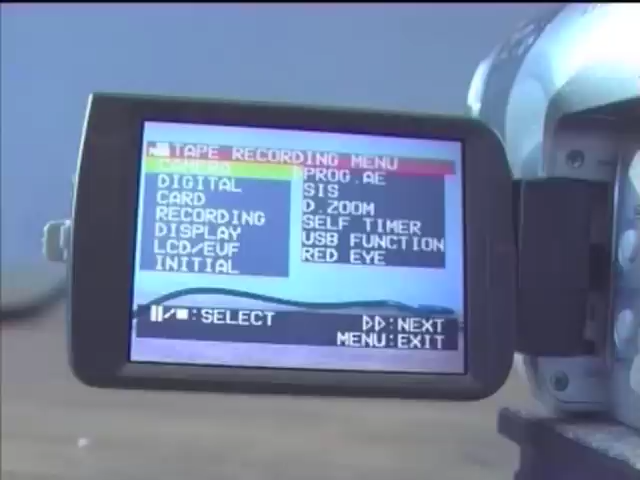 TAPE RECORDING MENU
CAMERA
DIGITAL
CARD
RECORDING
DISPLAY
LCD/EVF
INITIAL
PROG.AE
SIS
D.ZOOM
SELF TIMER
USB FUNCTION
RED EYE
:SELECT
▷▷:NEXT
MENU:EXIT